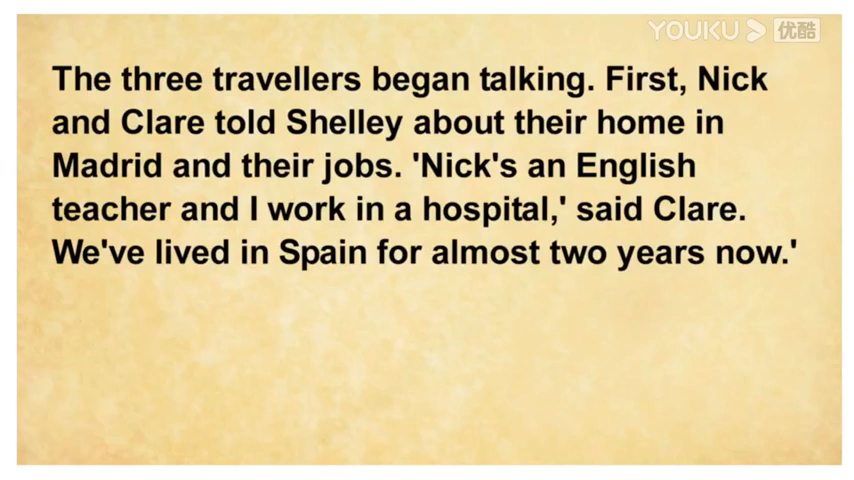 YOUKU 优酷
The three travellers began talking. First, Nick
and Clare told Shelley about their home in
Madrid and their jobs. 'Nick's an English
teacher and I work in a hospital,' said Clare.
We've lived in Spain for almost two years now.'